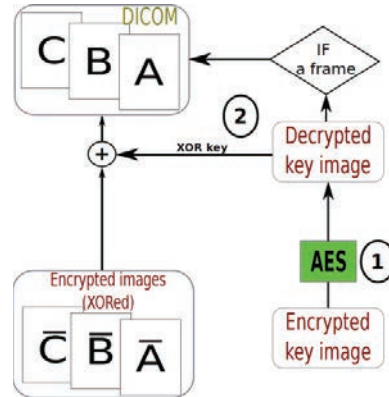 DICOM
C
B
A
IF
a frame
2
XOR key
+
Decrypted
key image
AES
1
Encrypted images
(XORed)
C̅
B̅
A̅
Encrypted
key image